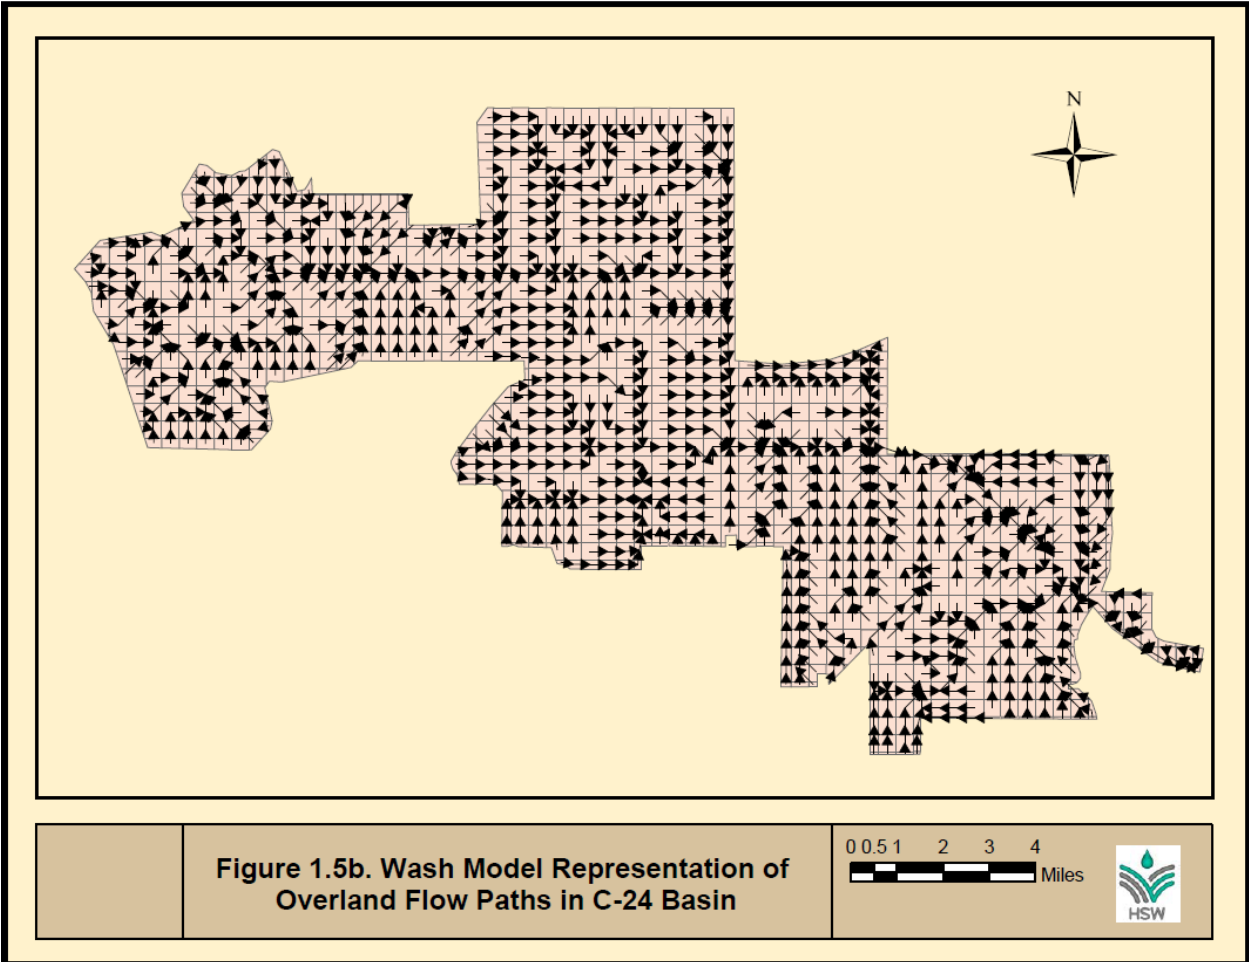 N
Figure 1.5b. Wash Model Representation of
Overland Flow Paths in C-24 Basin
0 0.5 1 2 3 4
Miles
HSW